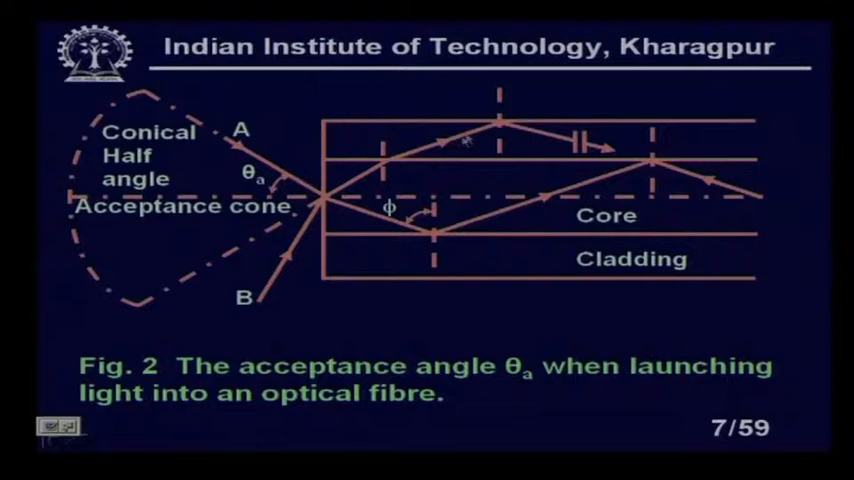 Indian Institute of Technology, Kharagpur
Conical
Half
angle
A
θa
Acceptance cone
ϕ
Core
Cladding
B
Fig. 2 The acceptance angle θa when launching
light into an optical fibre.
7/59